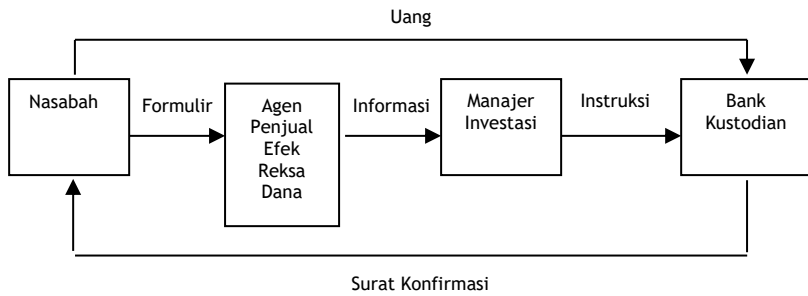 Uang
Nasabah
Formulir
Agen
Penjual
Efek
Reksa
Dana
Informasi
Manajer
Investasi
Instruksi
Bank
Kustodian
Surat Konfirmasi